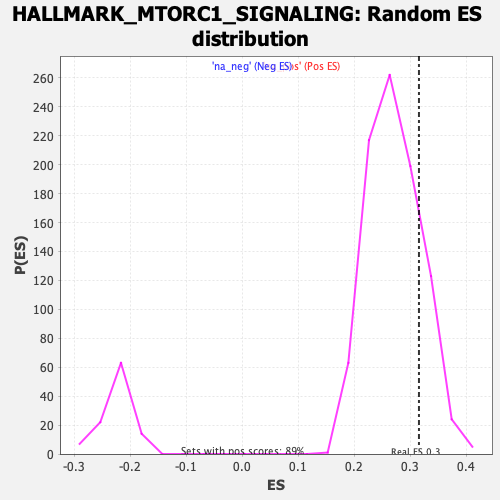 HALLMARK_MTORC1_SIGNALING: Random ES
distribution
'na_neg' (Neg ES)os' (Pos ES)
260
240
220
200
180
160
140
120
100
80
60
40
20
0
P(ES)
Sets with pos scores: 89%
Real ES 0.3
-0.3 -0.2 -0.1 0.0 0.1 0.2 0.3 0.4
ES